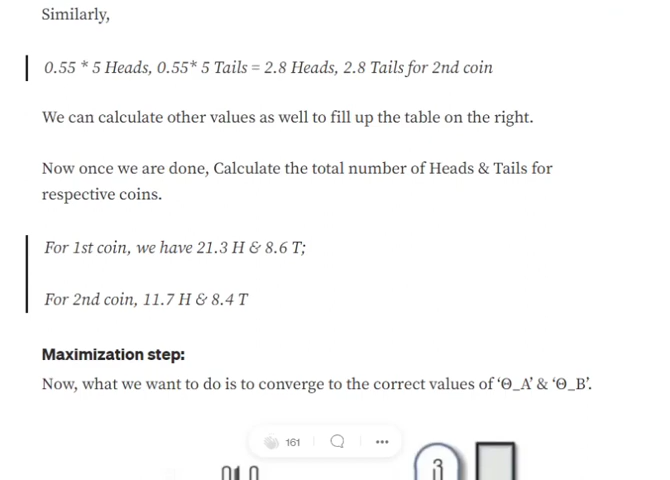 Similarly,
0.55 * 5 Heads, 0.55* 5 Tails = 2.8 Heads, 2.8 Tails for 2nd coin
We can calculate other values as well to fill up the table on the right.
Now once we are done, Calculate the total number of Heads & Tails for
respective coins.
For 1st coin, we have 21.3 H & 8.6 T;
For 2nd coin, 11.7 H & 8.4 T
Maximization step:
Now, what we want to do is to converge to the correct values of ‘Θ_A’ & ‘Θ_B’.
161